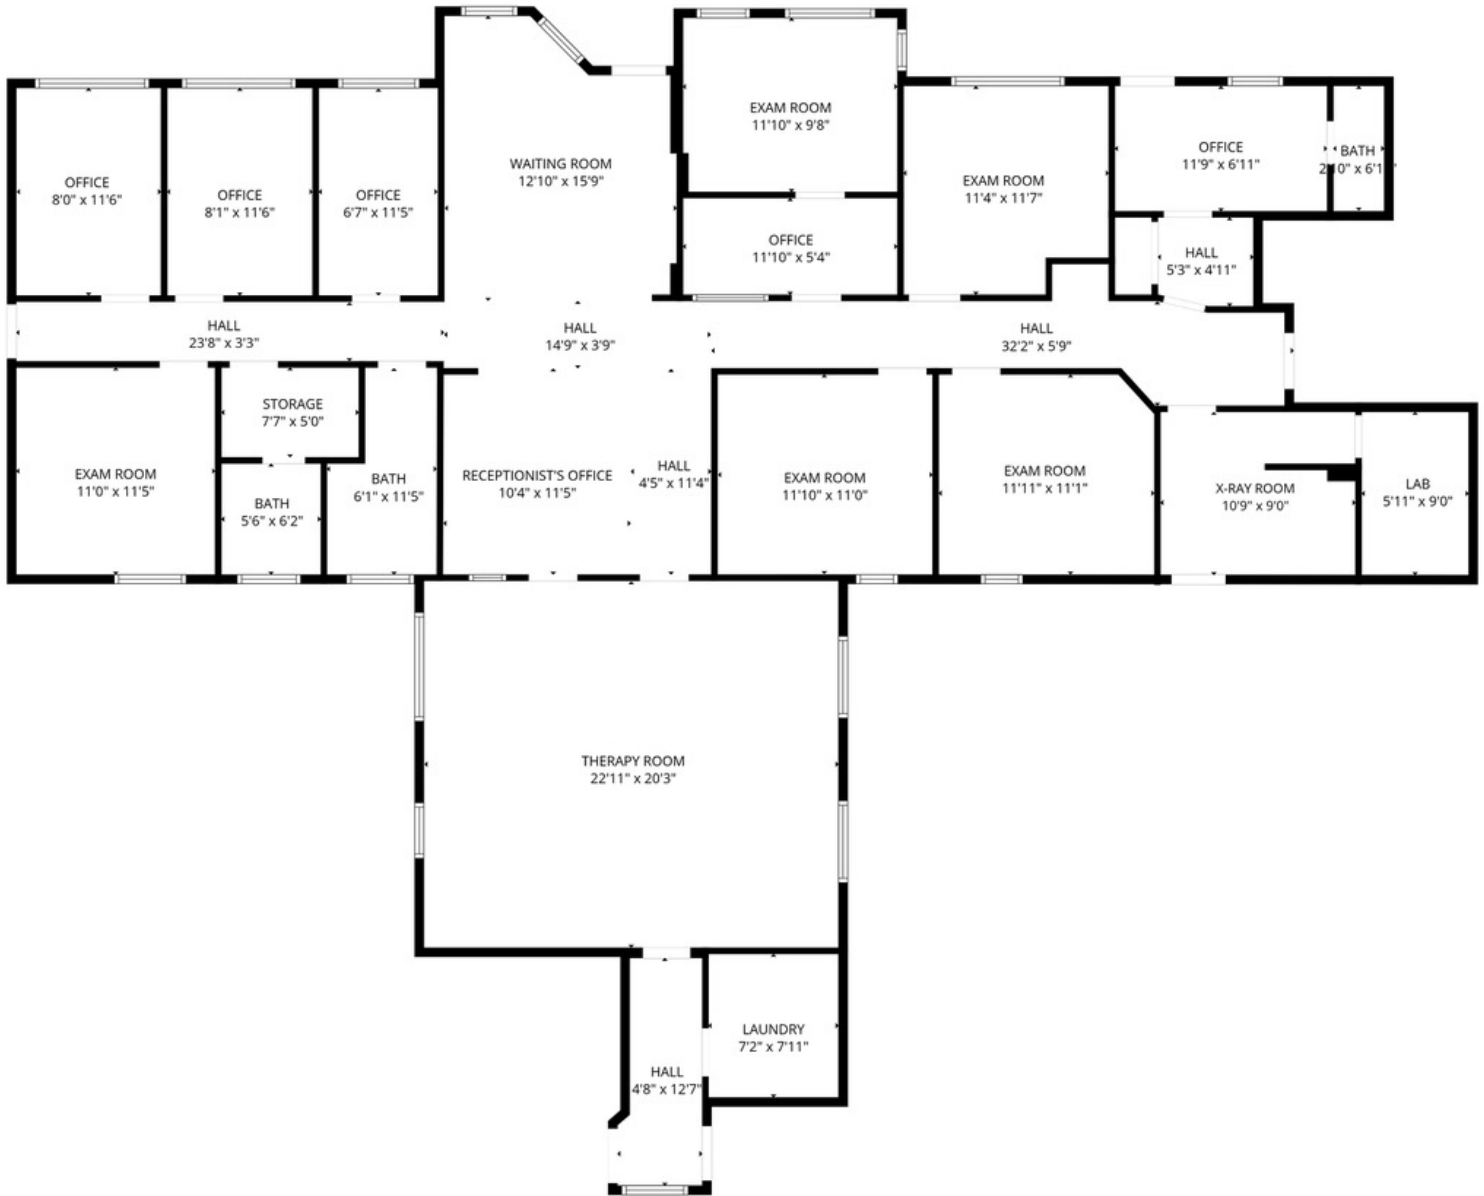 EXAM ROOM
11'10" x 9'8"
WAITING ROOM
12'10" x 15'9"
OFFICE
11'9" x 6'11"
BATH
OFFICE
8'0" x 11'6"
OFFICE
8'1" x 11'6"
OFFICE
6'7" x 11'5"
EXAM ROOM
11'4" x 11'7"
OFFICE
11'10" x 5'4"
HALL
5'3" x 4'11"
HALL
23'8" x 3'3"
HALL
14'9" x 3'9"
HALL
32'2" x 5'9"
STORAGE
7'7" x 5'0"
EXAM ROOM
11'0" x 11'5"
BATH
6'1" x 11'5"
BATH
5'6" x 6'2"
RECEPTIONIST'S OFFICE
10'4" x 11'5"
HALL
4'5" x 11'4"
EXAM ROOM
11'10" x 11'0"
EXAM ROOM
11'11" x 11'1"
X-RAY ROOM
10'9" x 9'0"
LAB
5'11" x 9'0"
THERAPY ROOM
22'11" x 20'3"
LAUNDRY
7'2" x 7'11"
HALL
4'8" x 12'7"